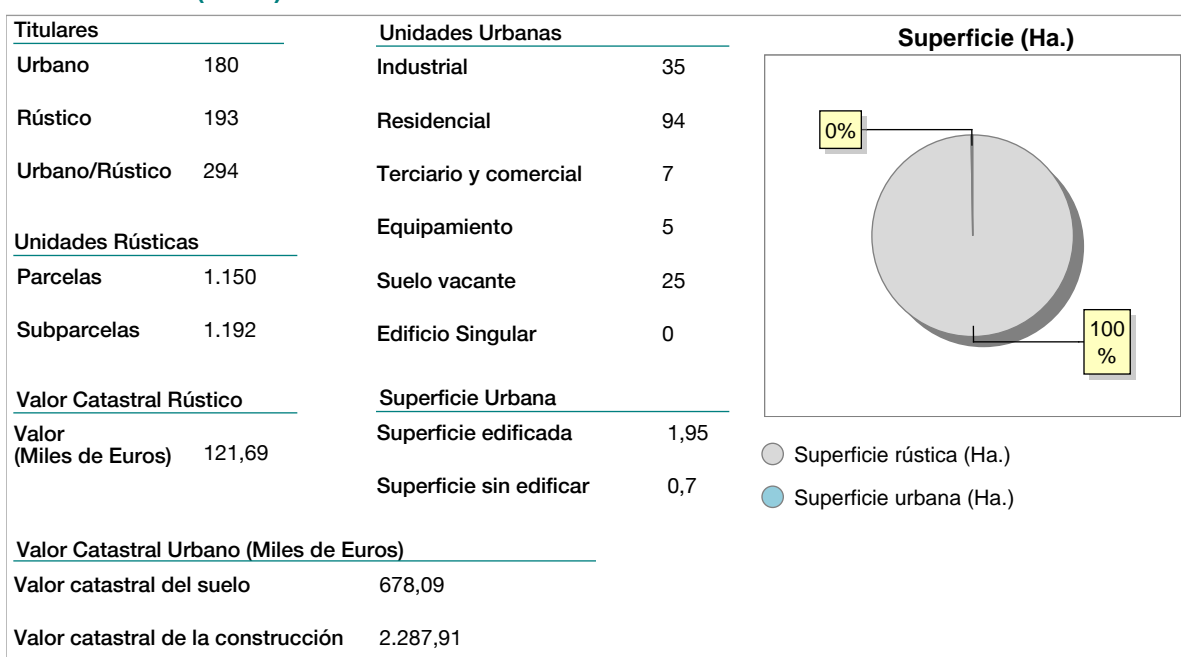 Titulares
Urbano 180
Rústico 193
Urbano/Rústico 294
Unidades Rústicas
Parcelas 1.150
Subparcelas 1.192
Valor Catastral Rústico
Valor
(Miles de Euros) 121,69
Unidades Urbanas
Industrial 35
Residencial 94
Terciario y comercial 7
Equipamiento 5
Suelo vacante 25
Edificio Singular 0
Superficie Urbana
Superficie edificada 1,95
Superficie sin edificar 0,7
Valor Catastral Urbano (Miles de Euros)
Valor catastral del suelo 678,09
Valor catastral de la construcción 2.287,91
Superficie (Ha.)
0%
100
%
Superficie rústica (Ha.)
Superficie urbana (Ha.)